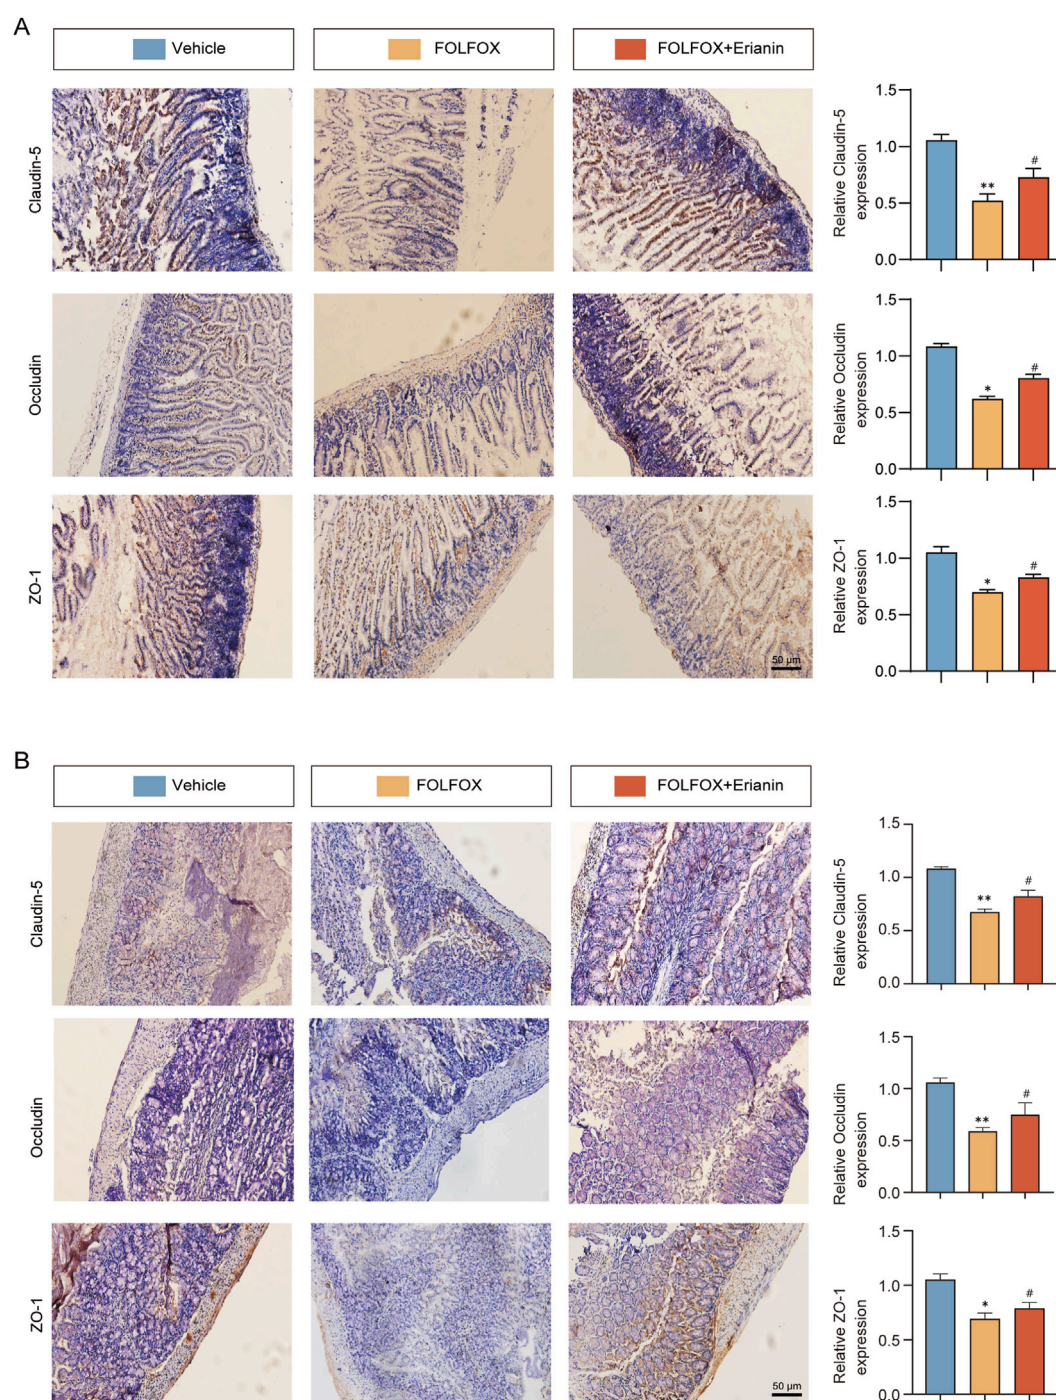 A
Vehicle
FOLFOX
FOLFOX+Erianin
Claudin-5
Relative Claudin-5
expression
1.5
1.0
0.5
0.0
**
#
Occludin
Relative Occludin
expression
1.5
1.0
0.5
0.0
*
#
ZO-1
50 µm
Relative ZO-1
expression
1.5
1.0
0.5
0.0
*
#
B
Vehicle
FOLFOX
FOLFOX+Erianin
Claudin-5
Relative Claudin-5
expression
1.5
1.0
0.5
0.0
**
#
Occludin
Relative Occludin
expression
1.5
1.0
0.5
0.0
**
#
ZO-1
50 µm
Relative ZO-1
expression
1.5
1.0
0.5
0.0
*
#